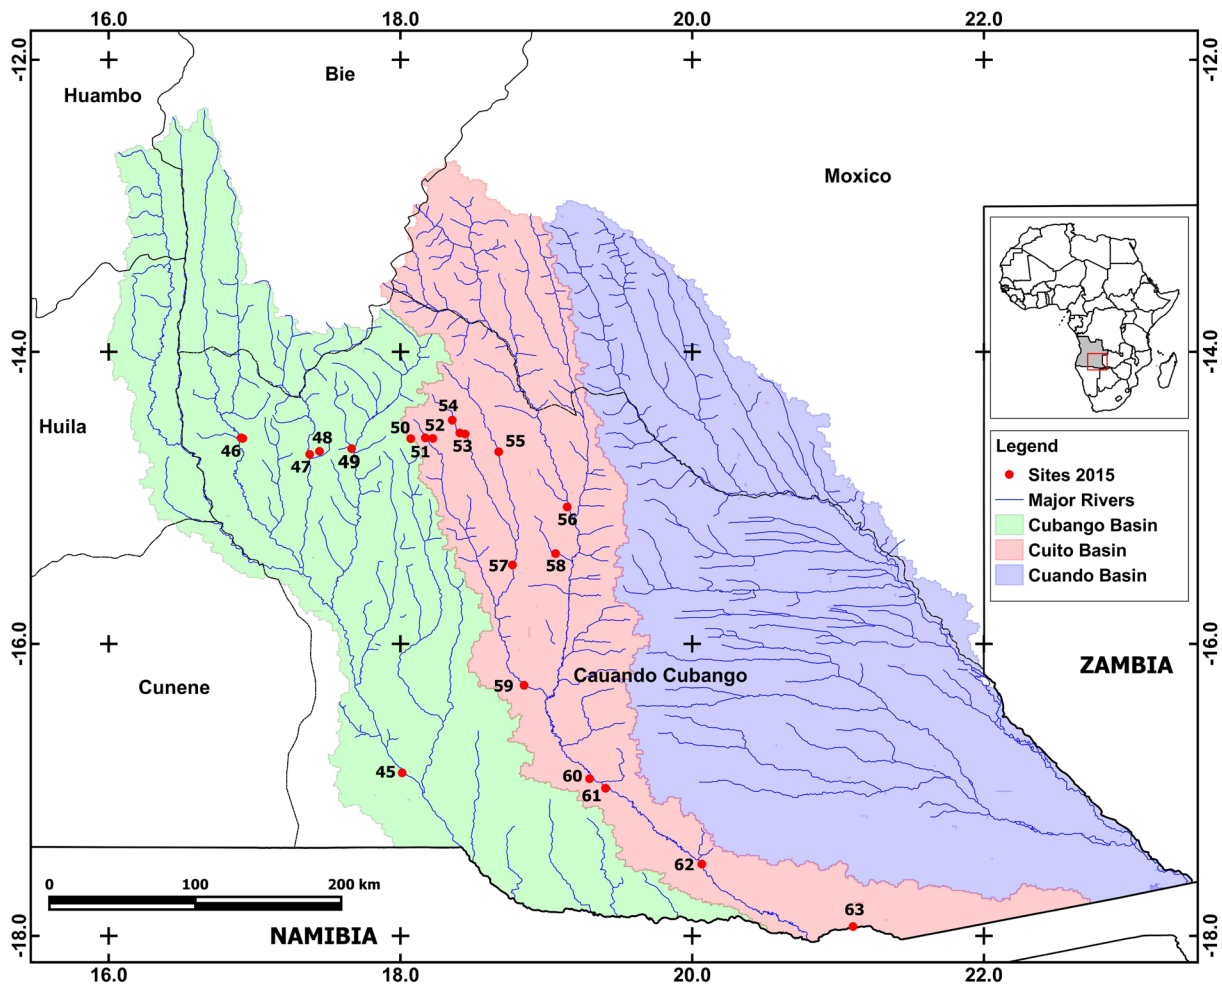 16.0
18.0
20.0
22.0
-12.0
-12.0
Bie
Huambo
Moxico
-14.0
-14.0
Huila
54
50
52
48
55
46
51
53
47
49
56
57
58
Legend
Sites 2015
Major Rivers
Cubango Basin
Cuito Basin
Cuando Basin
-16.0
-16.0
ZAMBIA
Cauando Cubango
Cunene
59
45
60
61
62
0
100
200 km
63
NAMIBIA
-18.0
-18.0
16.0
18.0
20.0
22.0